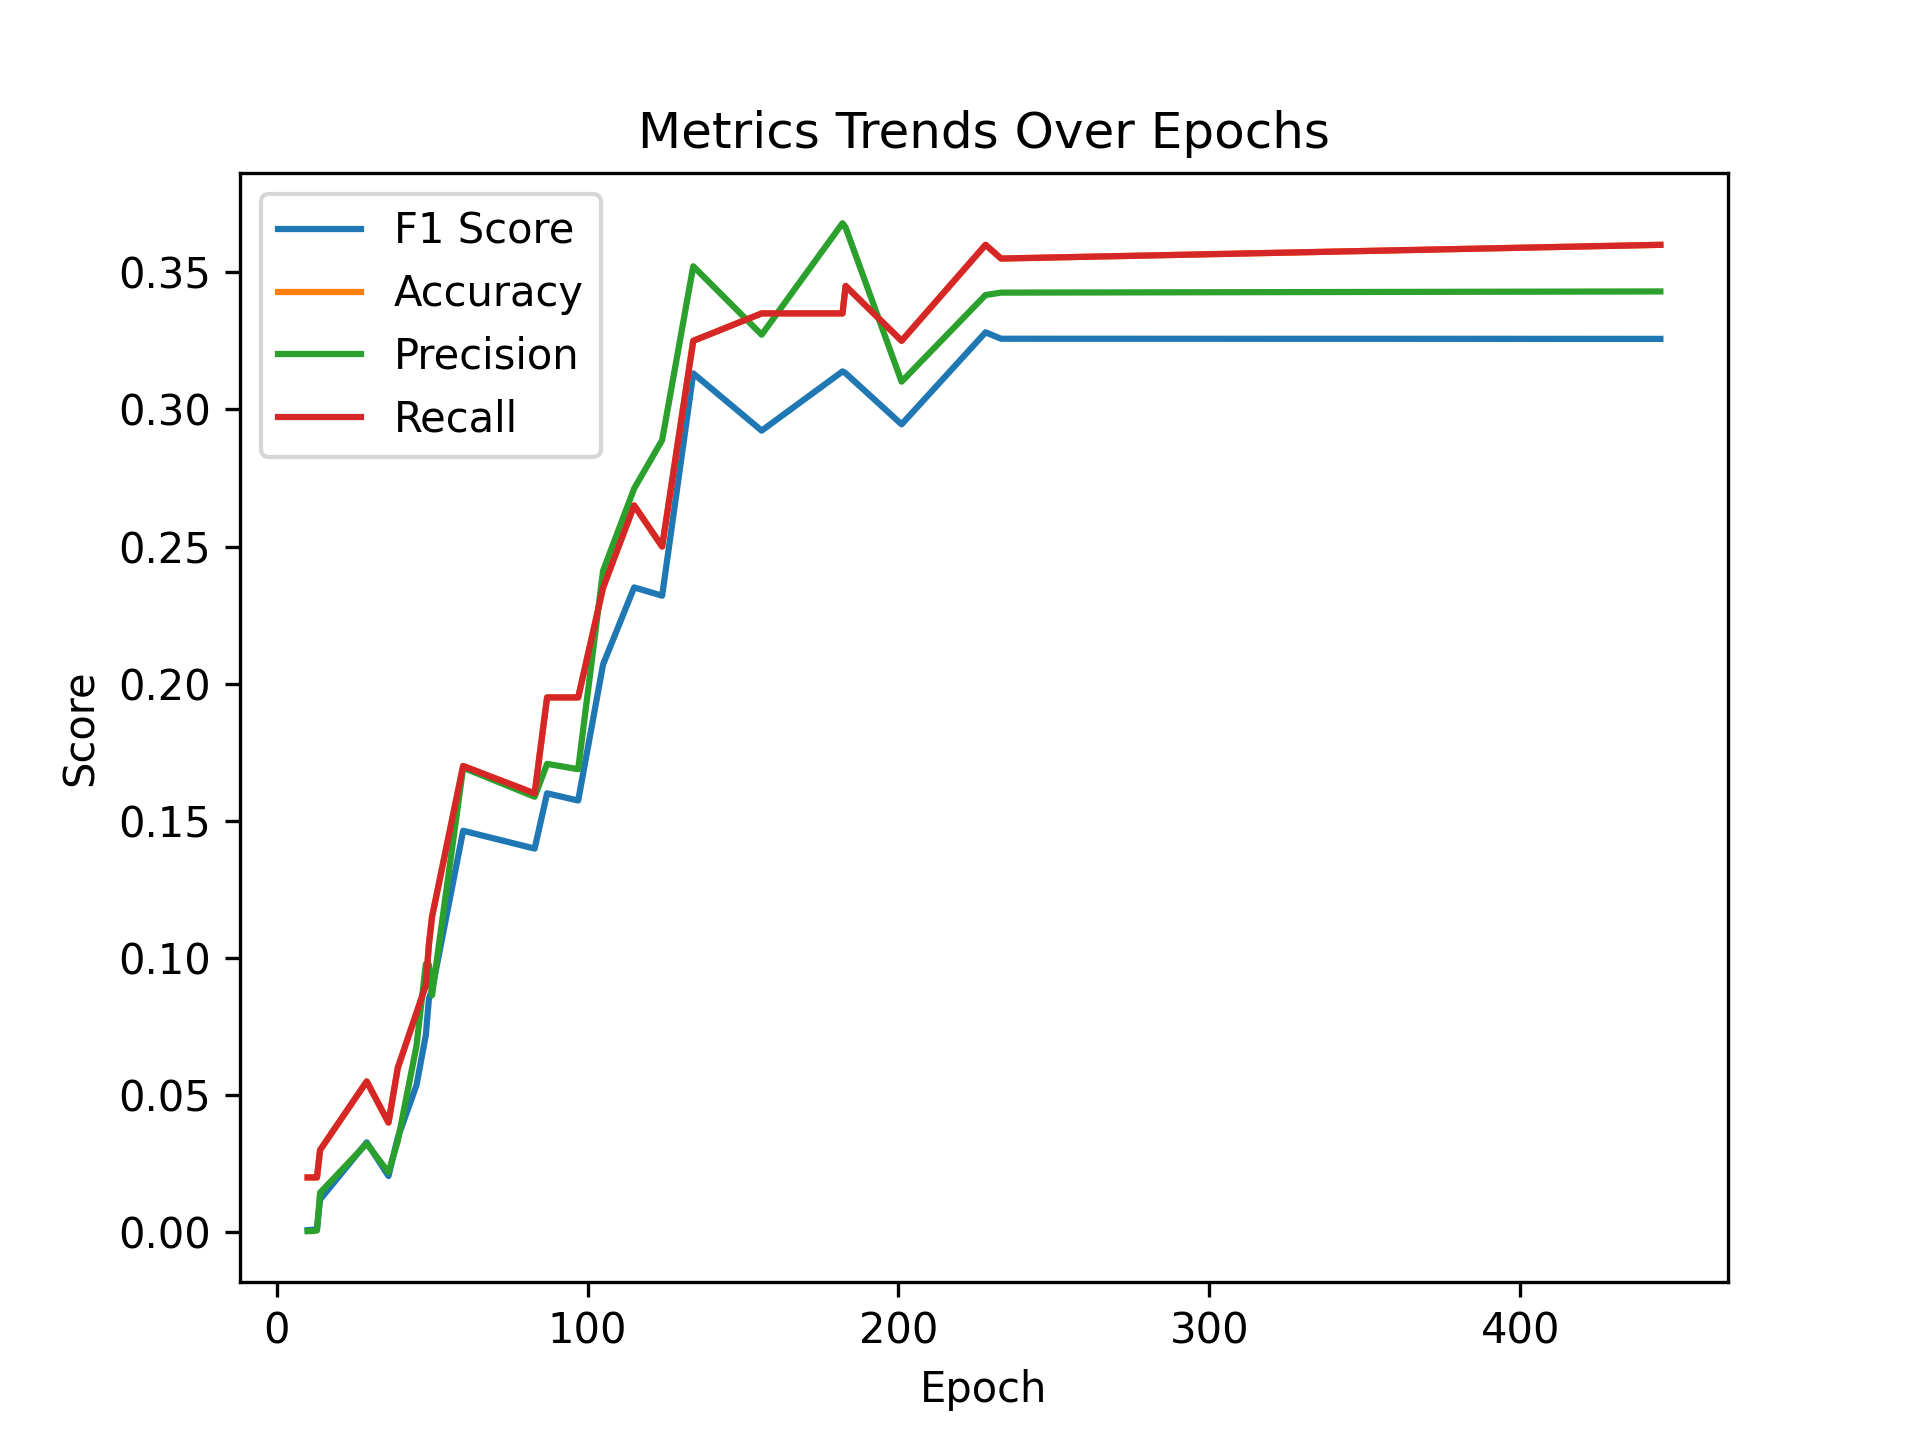 Metrics Trends Over Epochs
F1 Score
Accuracy
Precision
Recall
0.35
0.30
0.25
0.20
0.15
0.10
0.05
0.00
Score
0 100 200 300 400
Epoch